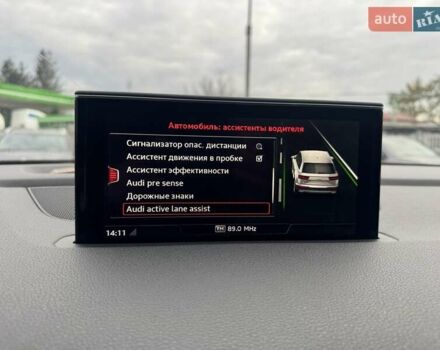 auto RIA
Автомобиль: ассистенты водителя
Сигнализатор опас. дистанции
Ассистент движения в пробке
Ассистент эффективности
Audi pre sense
Дорожные знаки
Audi active lane assist
14:11 89.0 MHz